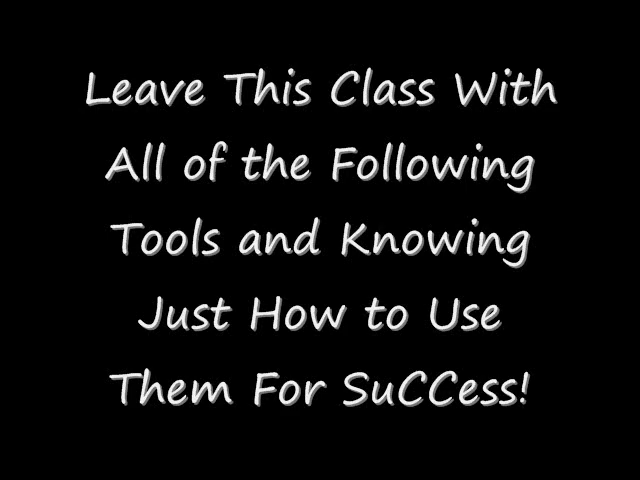 Leave This Class With
All of the Following
Tools and Knowing
Just How to Use
Them For SuCCess!